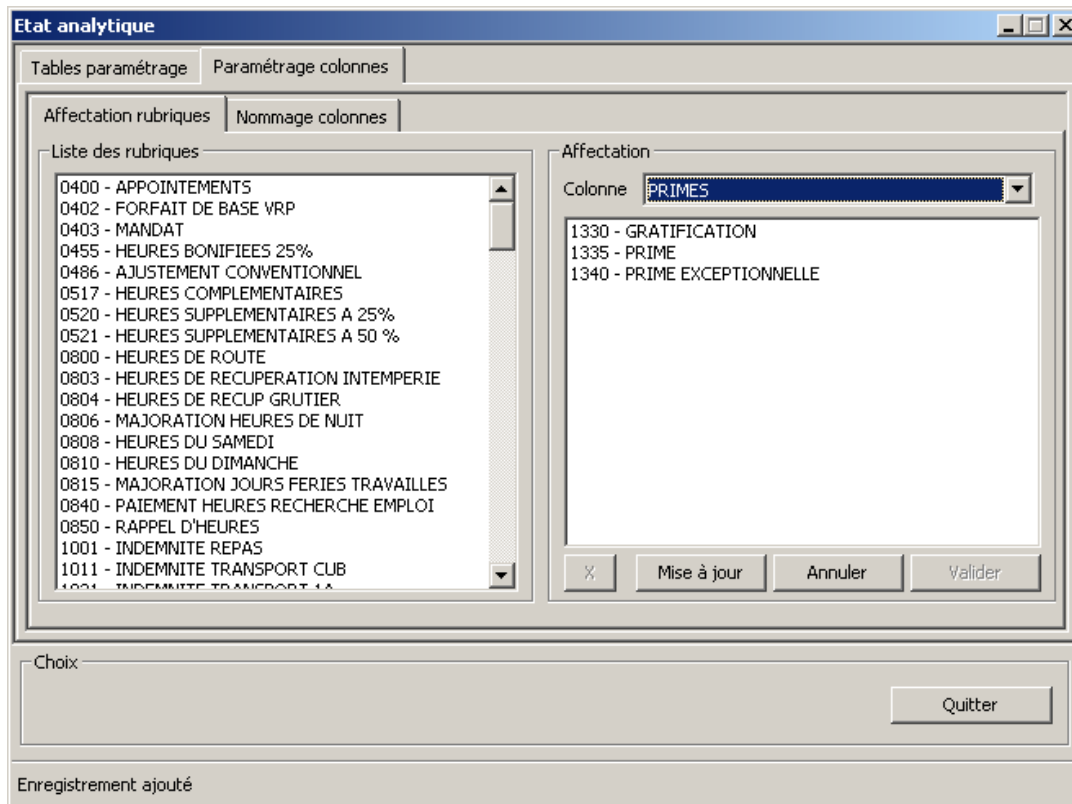 Etat analytique
Tables paramétrage
Paramétrage colonnes
Affectation rubriques
Nommage colonnes
Liste des rubriques
0400 - APPOINTEMENTS
0402 - FORFAIT DE BASE VRP
0403 - MANDAT
0455 - HEURES BONIFIEES 25%
0486 - AJUSTEMENT CONVENTIONNEL
0517 - HEURES COMPLEMENTAIRES
0520 - HEURES SUPPLEMENTAIRES A 25%
0521 - HEURES SUPPLEMENTAIRES A 50 %
0800 - HEURES DE ROUTE
0803 - HEURES DE RECUPERATION INTEMPERIE
0804 - HEURES DE RECUP GRUTIER
0806 - MAJORATION HEURES DE NUIT
0808 - HEURES DU SAMEDI
0810 - HEURES DU DIMANCHE
0815 - MAJORATION JOURS FERIES TRAVAILLES
0840 - PAIEMENT HEURES RECHERCHE EMPLOI
0850 - RAPPEL D'HEURES
1001 - INDEMNITE REPAS
1011 - INDEMNITE TRANSPORT CUB
INDEMNITE TRANSPORT 1A
Affectation
Colonne PRIMES
1330 - GRATIFICATION
1335 - PRIME
1340 - PRIME EXCEPTIONNELLE
X Mise à jour Annuler Valider
Choix
Quitter
Enregistrement ajouté